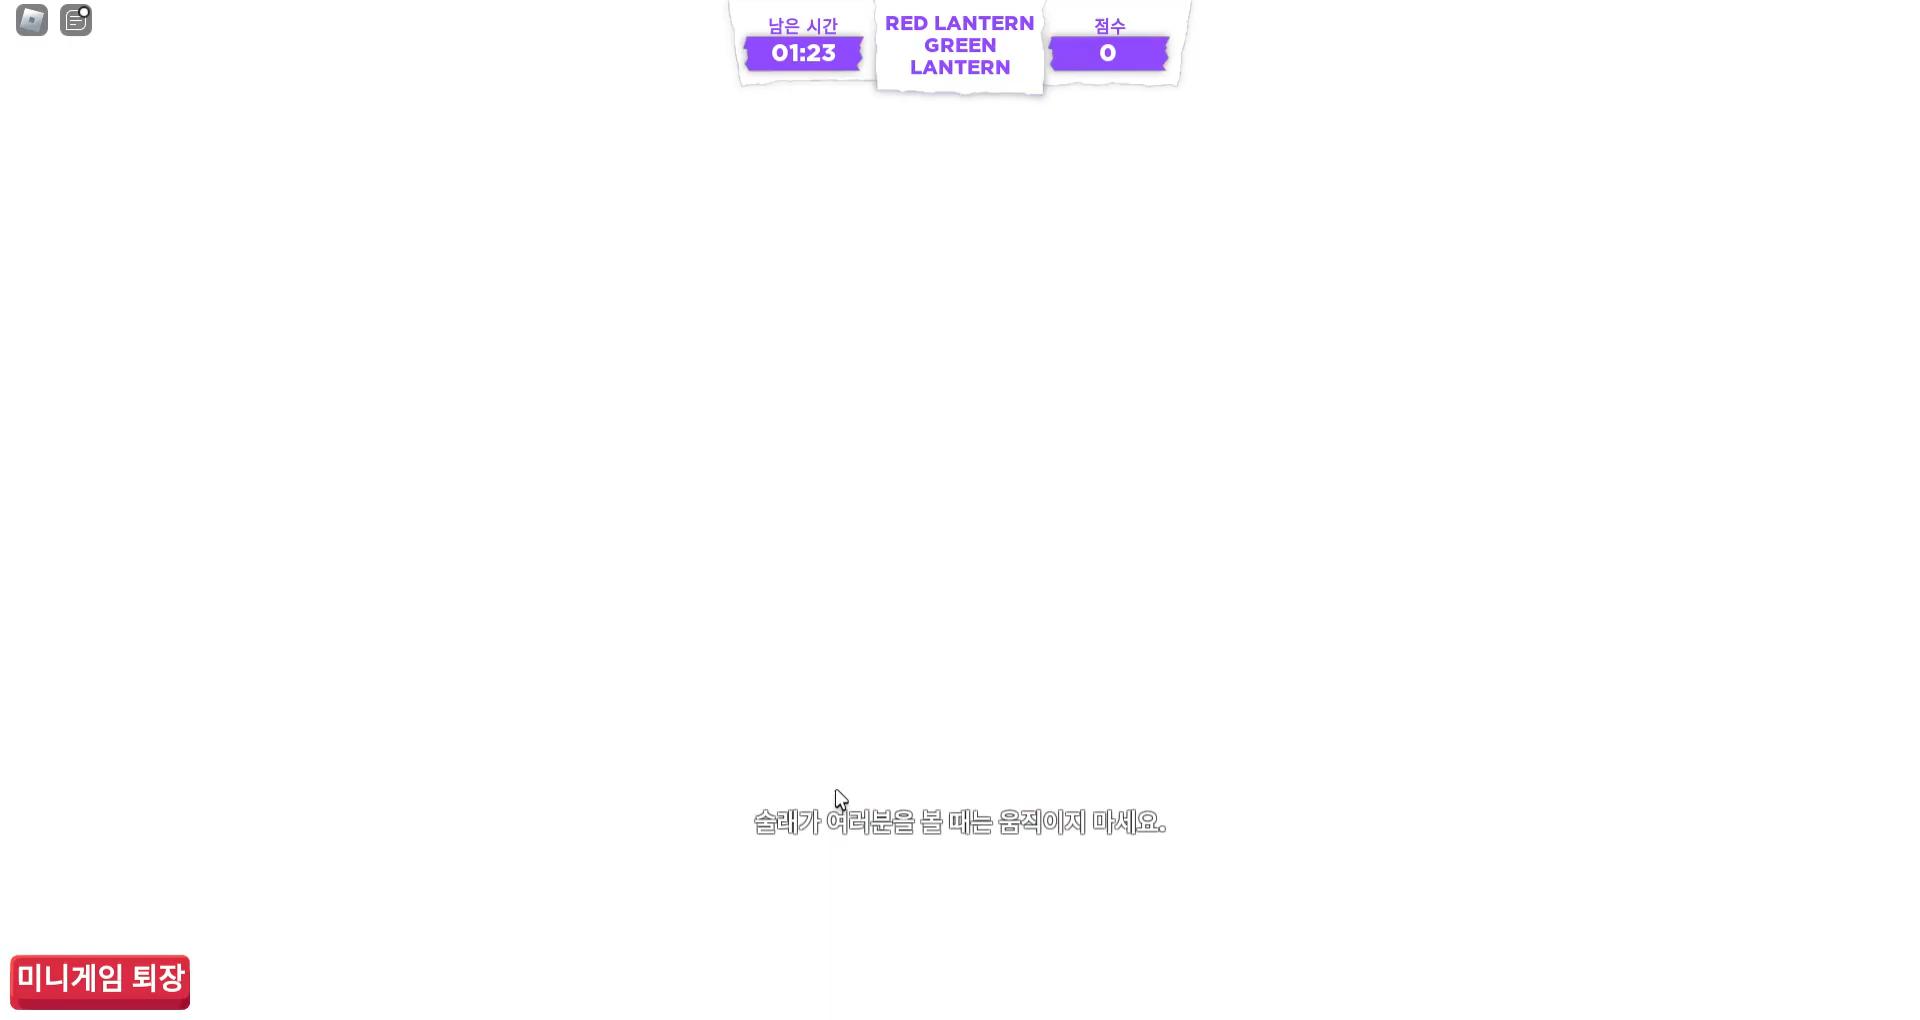 남은 시간
01:23
RED LANTERN
GREEN
LANTERN
점수
0
술래가 여러분을 볼 때는 움직이지 마세요.
미니게임 퇴장